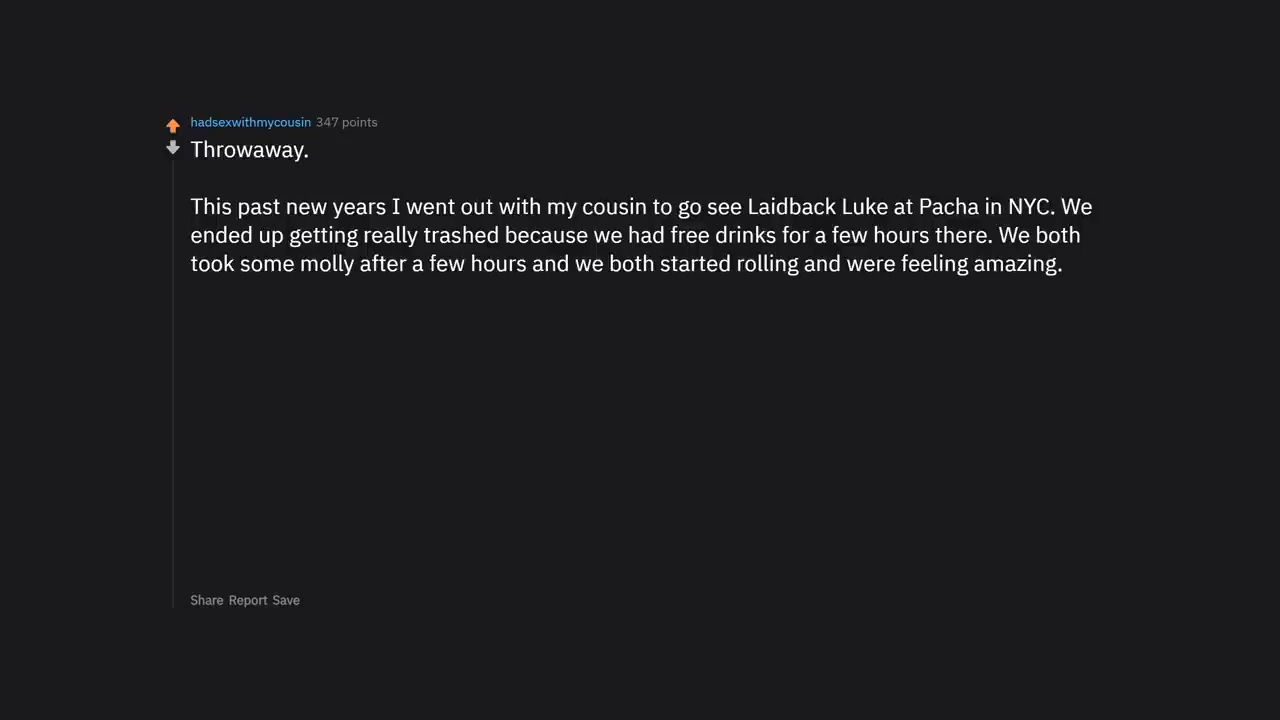 hadsexwithmycousin 347 points
Throwaway.
This past new years I went out with my cousin to go see Laidback Luke at Pacha in NYC. We
ended up getting really trashed because we had free drinks for a few hours there. We both
took some molly after a few hours and we both started rolling and were feeling amazing.
Share Report Save